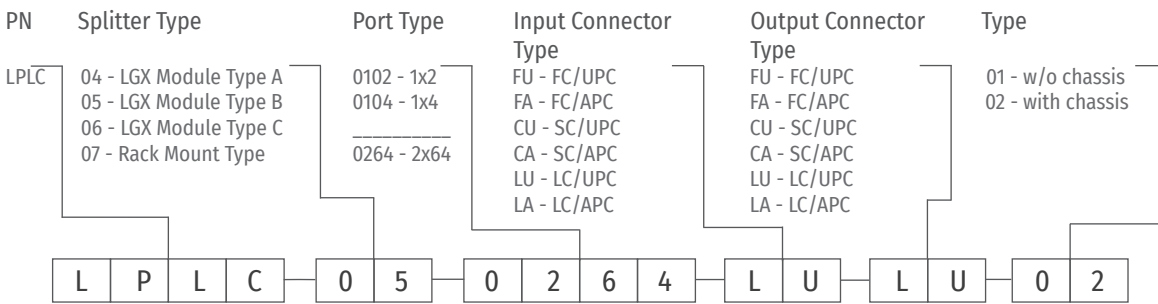 PN Splitter Type Port Type Input Connector Type Output Connector Type Type
LPLC
04 - LGX Module Type A
05 - LGX Module Type B
06 - LGX Module Type C
07 - Rack Mount Type
0102 - 1x2
0104 - 1x4
__________
0264 - 2x64
FU - FC/UPC
FA - FC/APC
CU - SC/UPC
CA - SC/APC
LU - LC/UPC
LA - LC/APC
FU - FC/UPC
FA - FC/APC
CU - SC/UPC
CA - SC/APC
LU - LC/UPC
LA - LC/APC
01 - w/o chassis
02 - with chassis
L P L C - 0 5 - 0 2 6 4 - L U - L U - 0 2